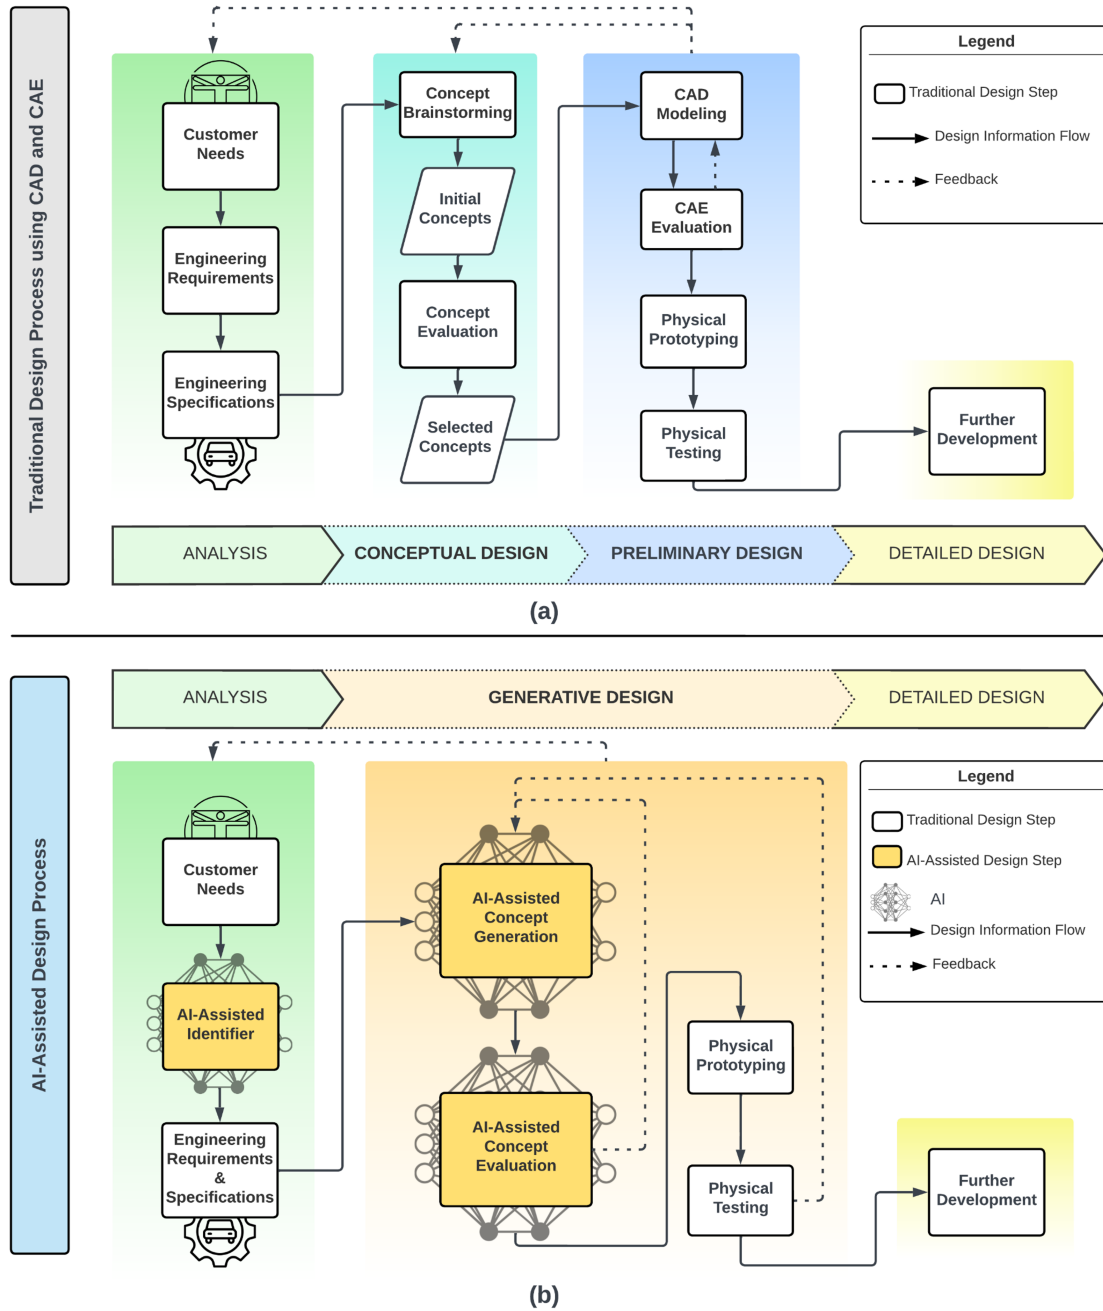 Traditional Design Process using CAD and CAE
Customer
Needs
Engineering
Requirements
Engineering
Specifications
Concept
Brainstorming
Initial
Concepts
Concept
Evaluation
Selected
Concepts
CAD
Modeling
CAE
Evaluation
Physical
Prototyping
Physical
Testing
Further
Development
Legend
Traditional Design Step
Design Information Flow
Feedback
ANALYSIS
CONCEPTUAL DESIGN
PRELIMINARY DESIGN
DETAILED DESIGN
(a)
AI-Assisted Design Process
ANALYSIS
GENERATIVE DESIGN
DETAILED DESIGN
Customer
Needs
AI-Assisted
Identifier
Engineering
Requirements
&
Specifications
AI-Assisted
Concept
Generation
AI-Assisted
Concept
Evaluation
Physical
Prototyping
Physical
Testing
Further
Development
Legend
Traditional Design Step
AI-Assisted Design Step
AI
Design Information Flow
Feedback
(b)